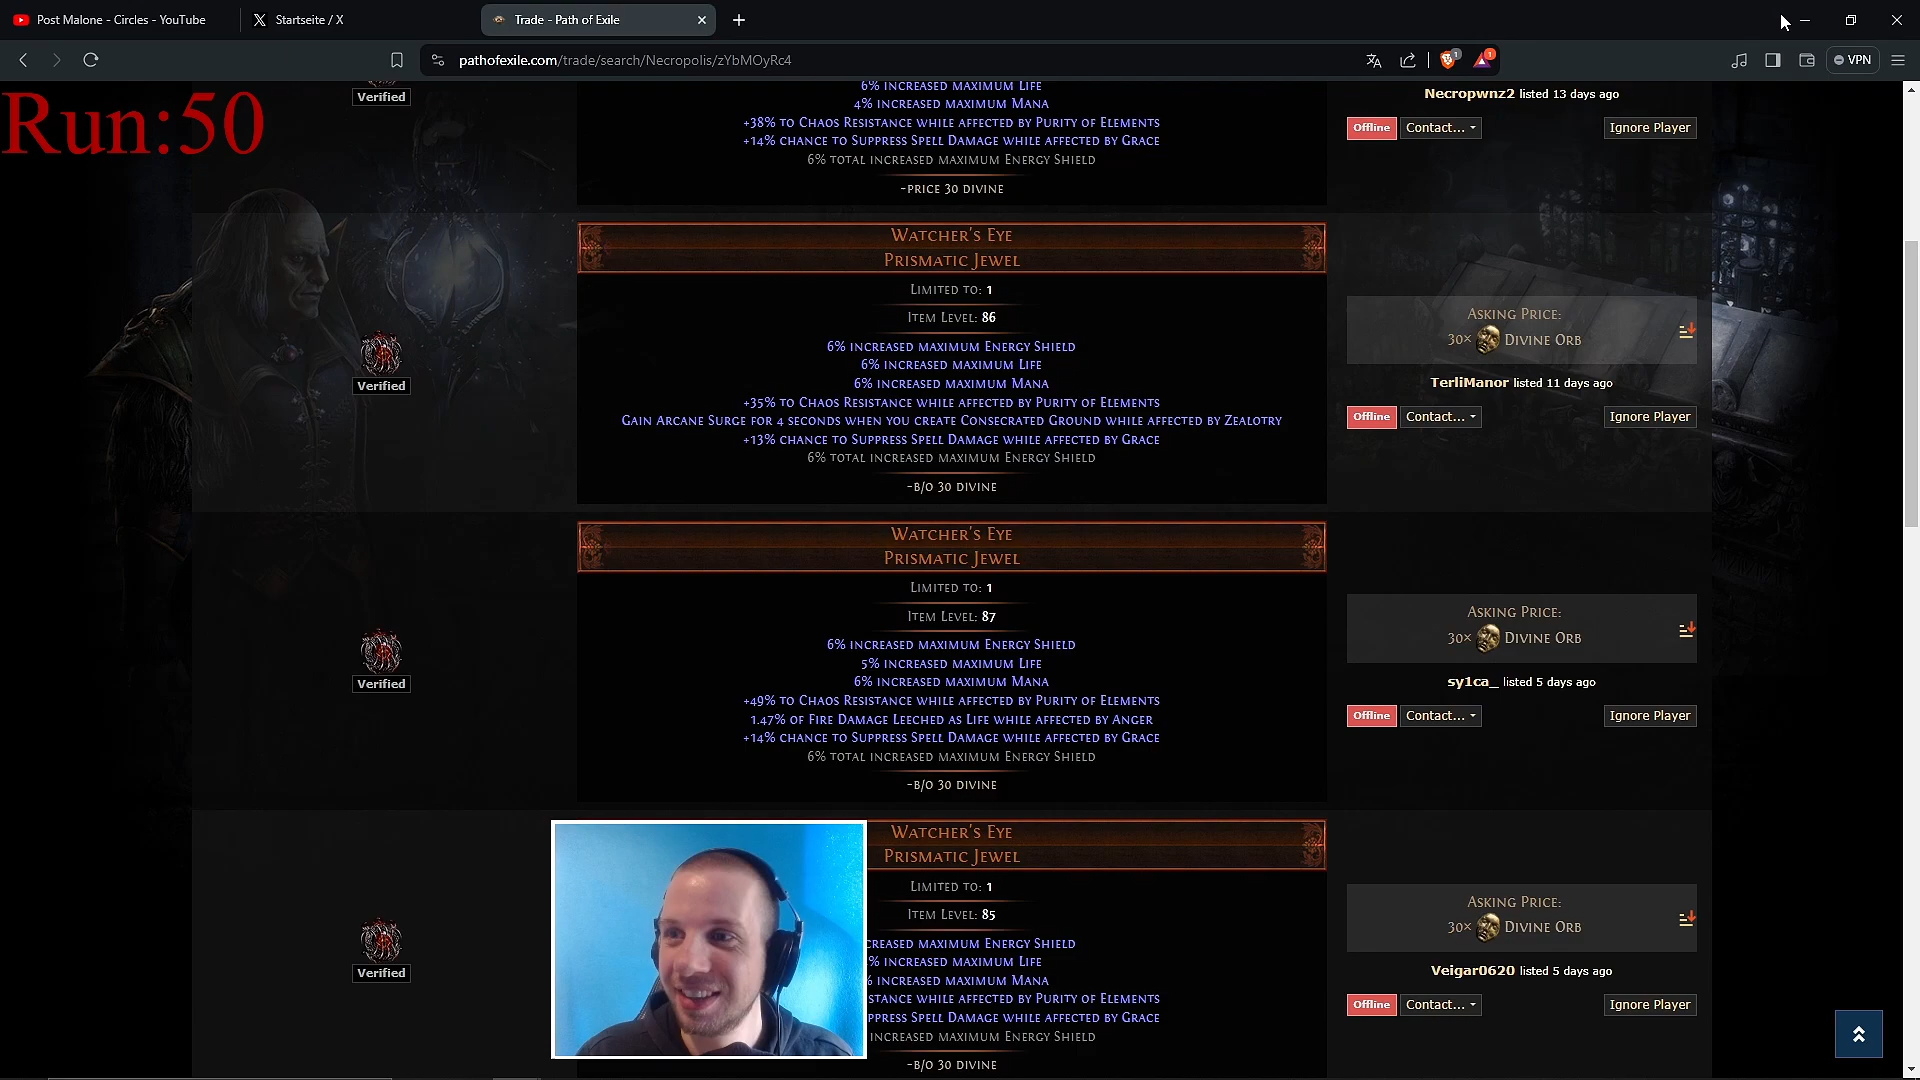 Post Malone - Circles - YouTube
Startseite / X
Trade - Path of Exile
pathofexile.com/trade/search/Necropolis/zYbMOyRc4
1
1
VPN
Run:50
Verified
6% increased maximum Life
4% increased maximum Mana
+38% to Chaos Resistance while affected by Purity of Elements
+14% chance to Suppress Spell Damage while affected by Grace
6% total increased maximum Energy Shield
~price 30 divine
Necropwnz2 listed 13 days ago
Offline
Contact...
Ignore Player
Watcher's Eye
Prismatic Jewel
Limited to: 1
Item Level: 86
6% increased maximum Energy Shield
6% increased maximum Life
6% increased maximum Mana
+35% to Chaos Resistance while affected by Purity of Elements
Gain Arcane Surge for 4 seconds when you create Consecrated Ground while affected by Zealotry
+13% chance to Suppress Spell Damage while affected by Grace
6% total increased maximum Energy Shield
~b/o 30 divine
Verified
Asking Price:
30× Divine Orb
TerliManor listed 11 days ago
Offline
Contact...
Ignore Player
Watcher's Eye
Prismatic Jewel
Limited to: 1
Item Level: 87
6% increased maximum Energy Shield
5% increased maximum Life
6% increased maximum Mana
+49% to Chaos Resistance while affected by Purity of Elements
1.47% of Fire Damage Leeched as Life while affected by Anger
+14% chance to Suppress Spell Damage while affected by Grace
6% total increased maximum Energy Shield
~b/o 30 divine
Verified
Asking Price:
30× Divine Orb
sy1ca_ listed 5 days ago
Offline
Contact...
Ignore Player
Watcher's Eye
Prismatic Jewel
Limited to: 1
Item Level: 85
creased maximum Energy Shield
% increased maximum Life
% increased maximum Mana
stance while affected by Purity of Elements
ppress Spell Damage while affected by Grace
increased maximum Energy Shield
~b/o 30 divine
Verified
Asking Price:
30× Divine Orb
Veigar0620 listed 5 days ago
Offline
Contact...
Ignore Player